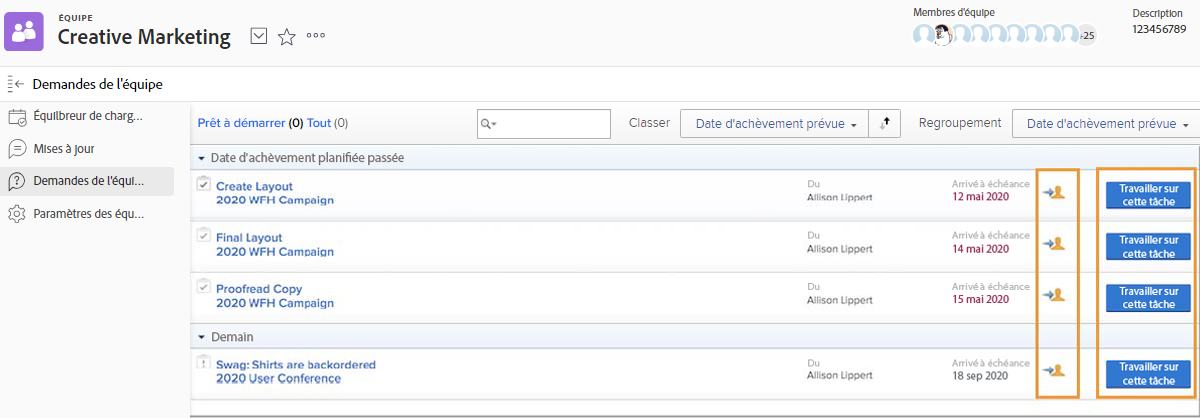 ÉQUIPE
Creative Marketing
Membres d'équipe
+25
Description
123456789
Demandes de l'équipe
Équilbreur de charg...
Mises à jour
Demandes de l'équi...
Paramètres des équ...
Prêt à démarrer (0) Tout (0)
Classer
Date d'achèvement prévue
Regroupement
Date d'achèvement prévue
Date d'achèvement planifiée passée
Create Layout
2020 WFH Campaign
Du
Allison Lippert
Arrivé à échéance
12 mai 2020
Travailler sur
cette tâche
Final Layout
2020 WFH Campaign
Du
Allison Lippert
Arrivé à échéance
14 mai 2020
Travailler sur
cette tâche
Proofread Copy
2020 WFH Campaign
Du
Allison Lippert
Arrivé à échéance
15 mai 2020
Travailler sur
cette tâche
Demain
Swag: Shirts are backordered
2020 User Conference
Du
Allison Lippert
Arrivé à échéance
18 sep 2020
Travailler sur
cette tâche